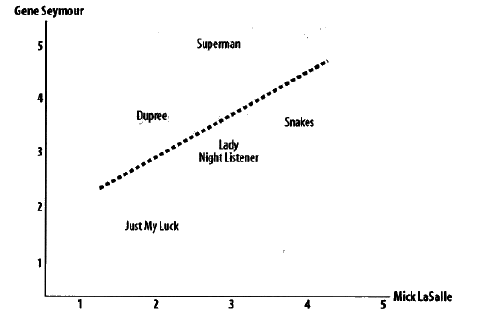 Gene Seymour
5
Superman
4
Dupree
Snakes
3
Lady
Night Listener
2
Just My Luck
1
1 2 3 4 5 Mick LaSalle